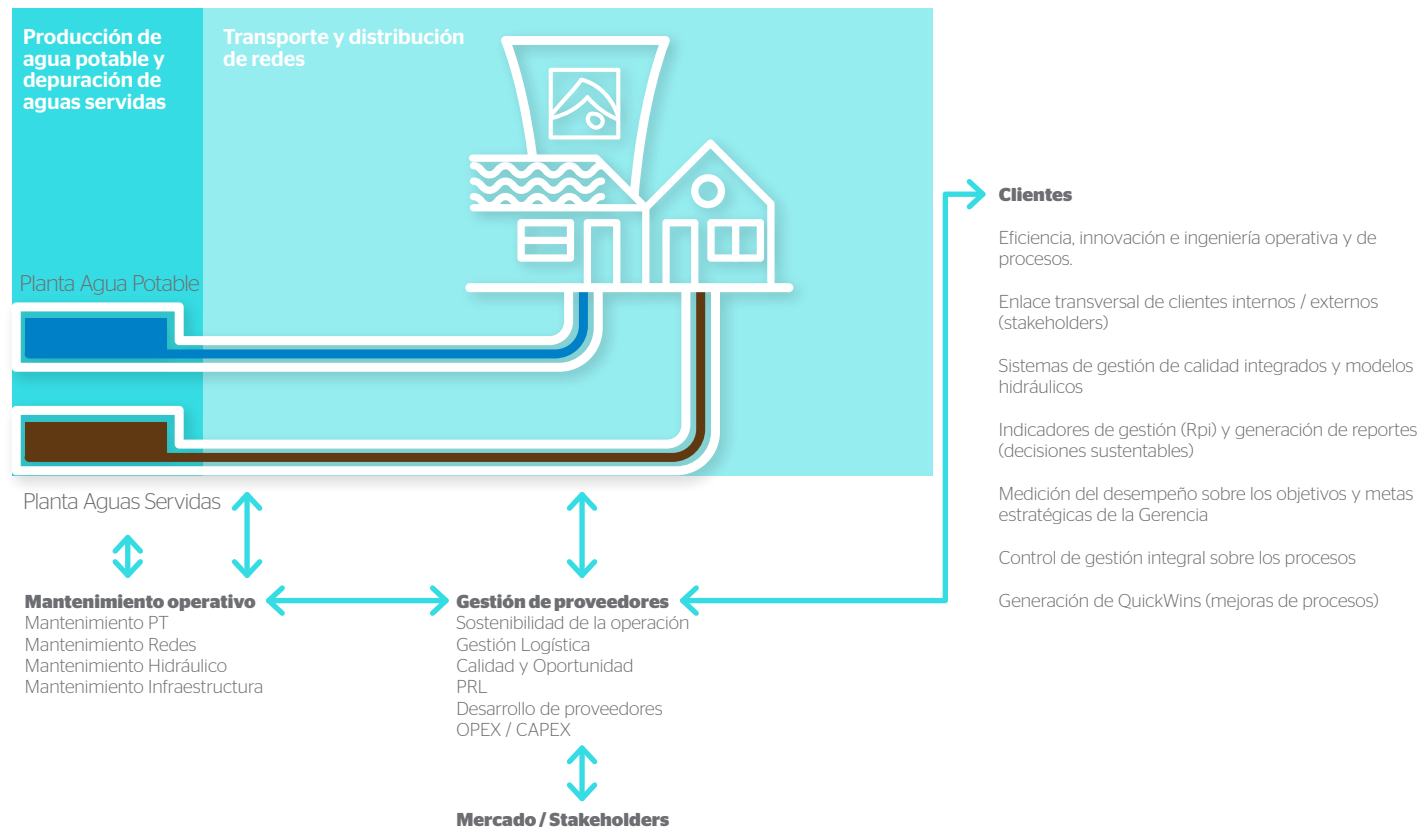 Producción de
agua potable y
depuración de
aguas servidas
Transporte y distribución
de redes
Planta Agua Potable
Planta Aguas Servidas
Mantenimiento operativo
Mantenimiento PT
Mantenimiento Redes
Mantenimiento Hidráulico
Mantenimiento Infraestructura
Gestión de proveedores
Sostenibilidad de la operación
Gestión Logística
Calidad y Oportunidad
PRL
Desarrollo de proveedores
OPEX / CAPEX
Mercado / Stakeholders
Clientes
Eficiencia, innovación e ingeniería operativa y de
procesos.
Enlace transversal de clientes internos / externos
(stakeholders)
Sistemas de gestión de calidad integrados y modelos
hidráulicos
Indicadores de gestión (Rpi) y generación de reportes
(decisiones sustentables)
Medición del desempeño sobre los objetivos y metas
estratégicas de la Gerencia
Control de gestión integral sobre los procesos
Generación de QuickWins (mejoras de procesos)